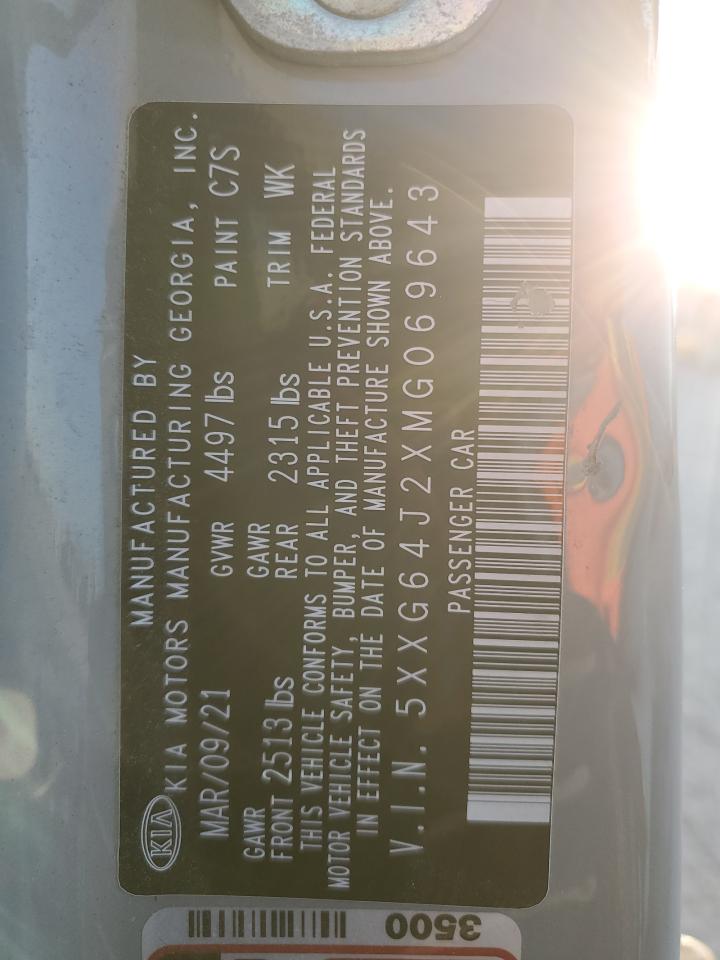 MANUFACTURED BY
KIA KIA MOTORS MANUFACTURING GEORGIA, INC.
MAR/09/21 GVWR 4497 lbs PAINT C7S
GAWR GAWR
FRONT 2513 lbs REAR 2315 lbs TRIM WK
THIS VEHICLE CONFORMS TO ALL APPLICABLE U.S.A. FEDERAL
MOTOR VEHICLE SAFETY, BUMPER, AND THEFT PREVENTION STANDARDS
IN EFFECT ON THE DATE OF MANUFACTURE SHOWN ABOVE.
V.I.N. 5XXG64J2XMG069643
PASSENGER CAR
3500